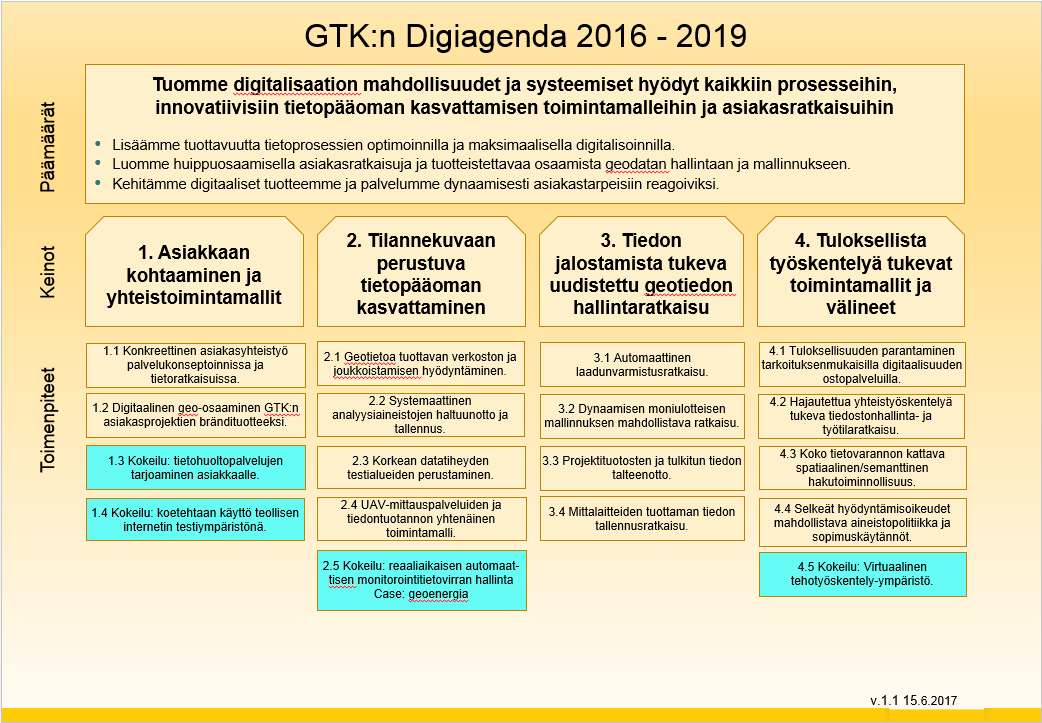 GTK:n Digiagenda 2016 - 2019
Päämäärät
Tuomme digitalisaation mahdollisuudet ja systeemiset hyödyt kaikkiin prosesseihin,
innovatiivisiin tietopääoman kasvattamisen toimintamalleihin ja asiakasratkaisuihin
• Lisäämme tuottavuutta tietoprosessien optimoinnilla ja maksimaalisella digitalisoinnilla.
• Luomme huippuosaamisella asiakasratkaisuja ja tuotteistettavaa osaamista geodatan hallintaan ja mallinnukseen.
• Kehitämme digitaaliset tuotteemme ja palvelumme dynaamisesti asiakastarpeisiin reagoiviksi.
Keinot
1. Asiakkaan
kohtaaminen ja
yhteistoimintamallit
2. Tilannekuvaan
perustuva
tietopääoman
kasvattaminen
3. Tiedon
jalostamista tukeva
uudistettu geotiedon
hallintaratkaisu
4. Tuloksellista
työskentelyä tukevat
toimintamallit ja
välineet
Toimenpiteet
1.1 Konkreettinen asiakasyhteistyö
palvelukonseptoinnissa ja
tietoratkaisuissa.
1.2 Digitaalinen geo-osaaminen GTK:n
asiakasprojektien brändituotteeksi.
1.3 Kokeilu: tietohuoltopalvelujen
tarjoaminen asiakkaalle.
1.4 Kokeilu: koetehtaan käyttö teollisen
internetin testiympäristönä.
2.1 Geotietoa tuottavan verkoston ja
joukkoistamisen hyödyntäminen.
2.2 Systemaattinen
analyysiaineistojen haltuunotto ja
tallennus.
2.3 Korkean datatiheyden
testialueiden perustaminen.
2.4 UAV-mittauspalveluiden ja
tiedontuotannon yhtenäinen
toimintamalli.
2.5 Kokeilu: reaaliaikaisen automaat-
tisen monitorointitietovirran hallinta
Case: geoenergia
3.1 Automaattinen
laadunvarmistusratkaisu.
3.2 Dynaamisen moniulotteisen
mallinnuksen mahdollistava ratkaisu.
3.3 Projektituotosten ja tulkitun tiedon
talteenotto.
3.4 Mittalaitteiden tuottaman tiedon
tallennusratkaisu.
4.1 Tuloksellisuuden parantaminen
tarkoituksenmukaisilla digitaalisuuden
ostopalveluilla.
4.2 Hajautettua yhteistyöskentelyä
tukeva tiedostonhallinta- ja
työtilaratkaisu.
4.3 Koko tietovarannon kattava
spatiaalinen/semanttinen
hakutoiminnollisuus.
4.4 Selkeät hyödyntämisoikeudet
mahdollistava aineistopolitiikka ja
sopimuskäytännöt.
4.5 Kokeilu: Virtuaalinen
tehotyöskentely-ympäristö.
v.1.1 15.6.2017